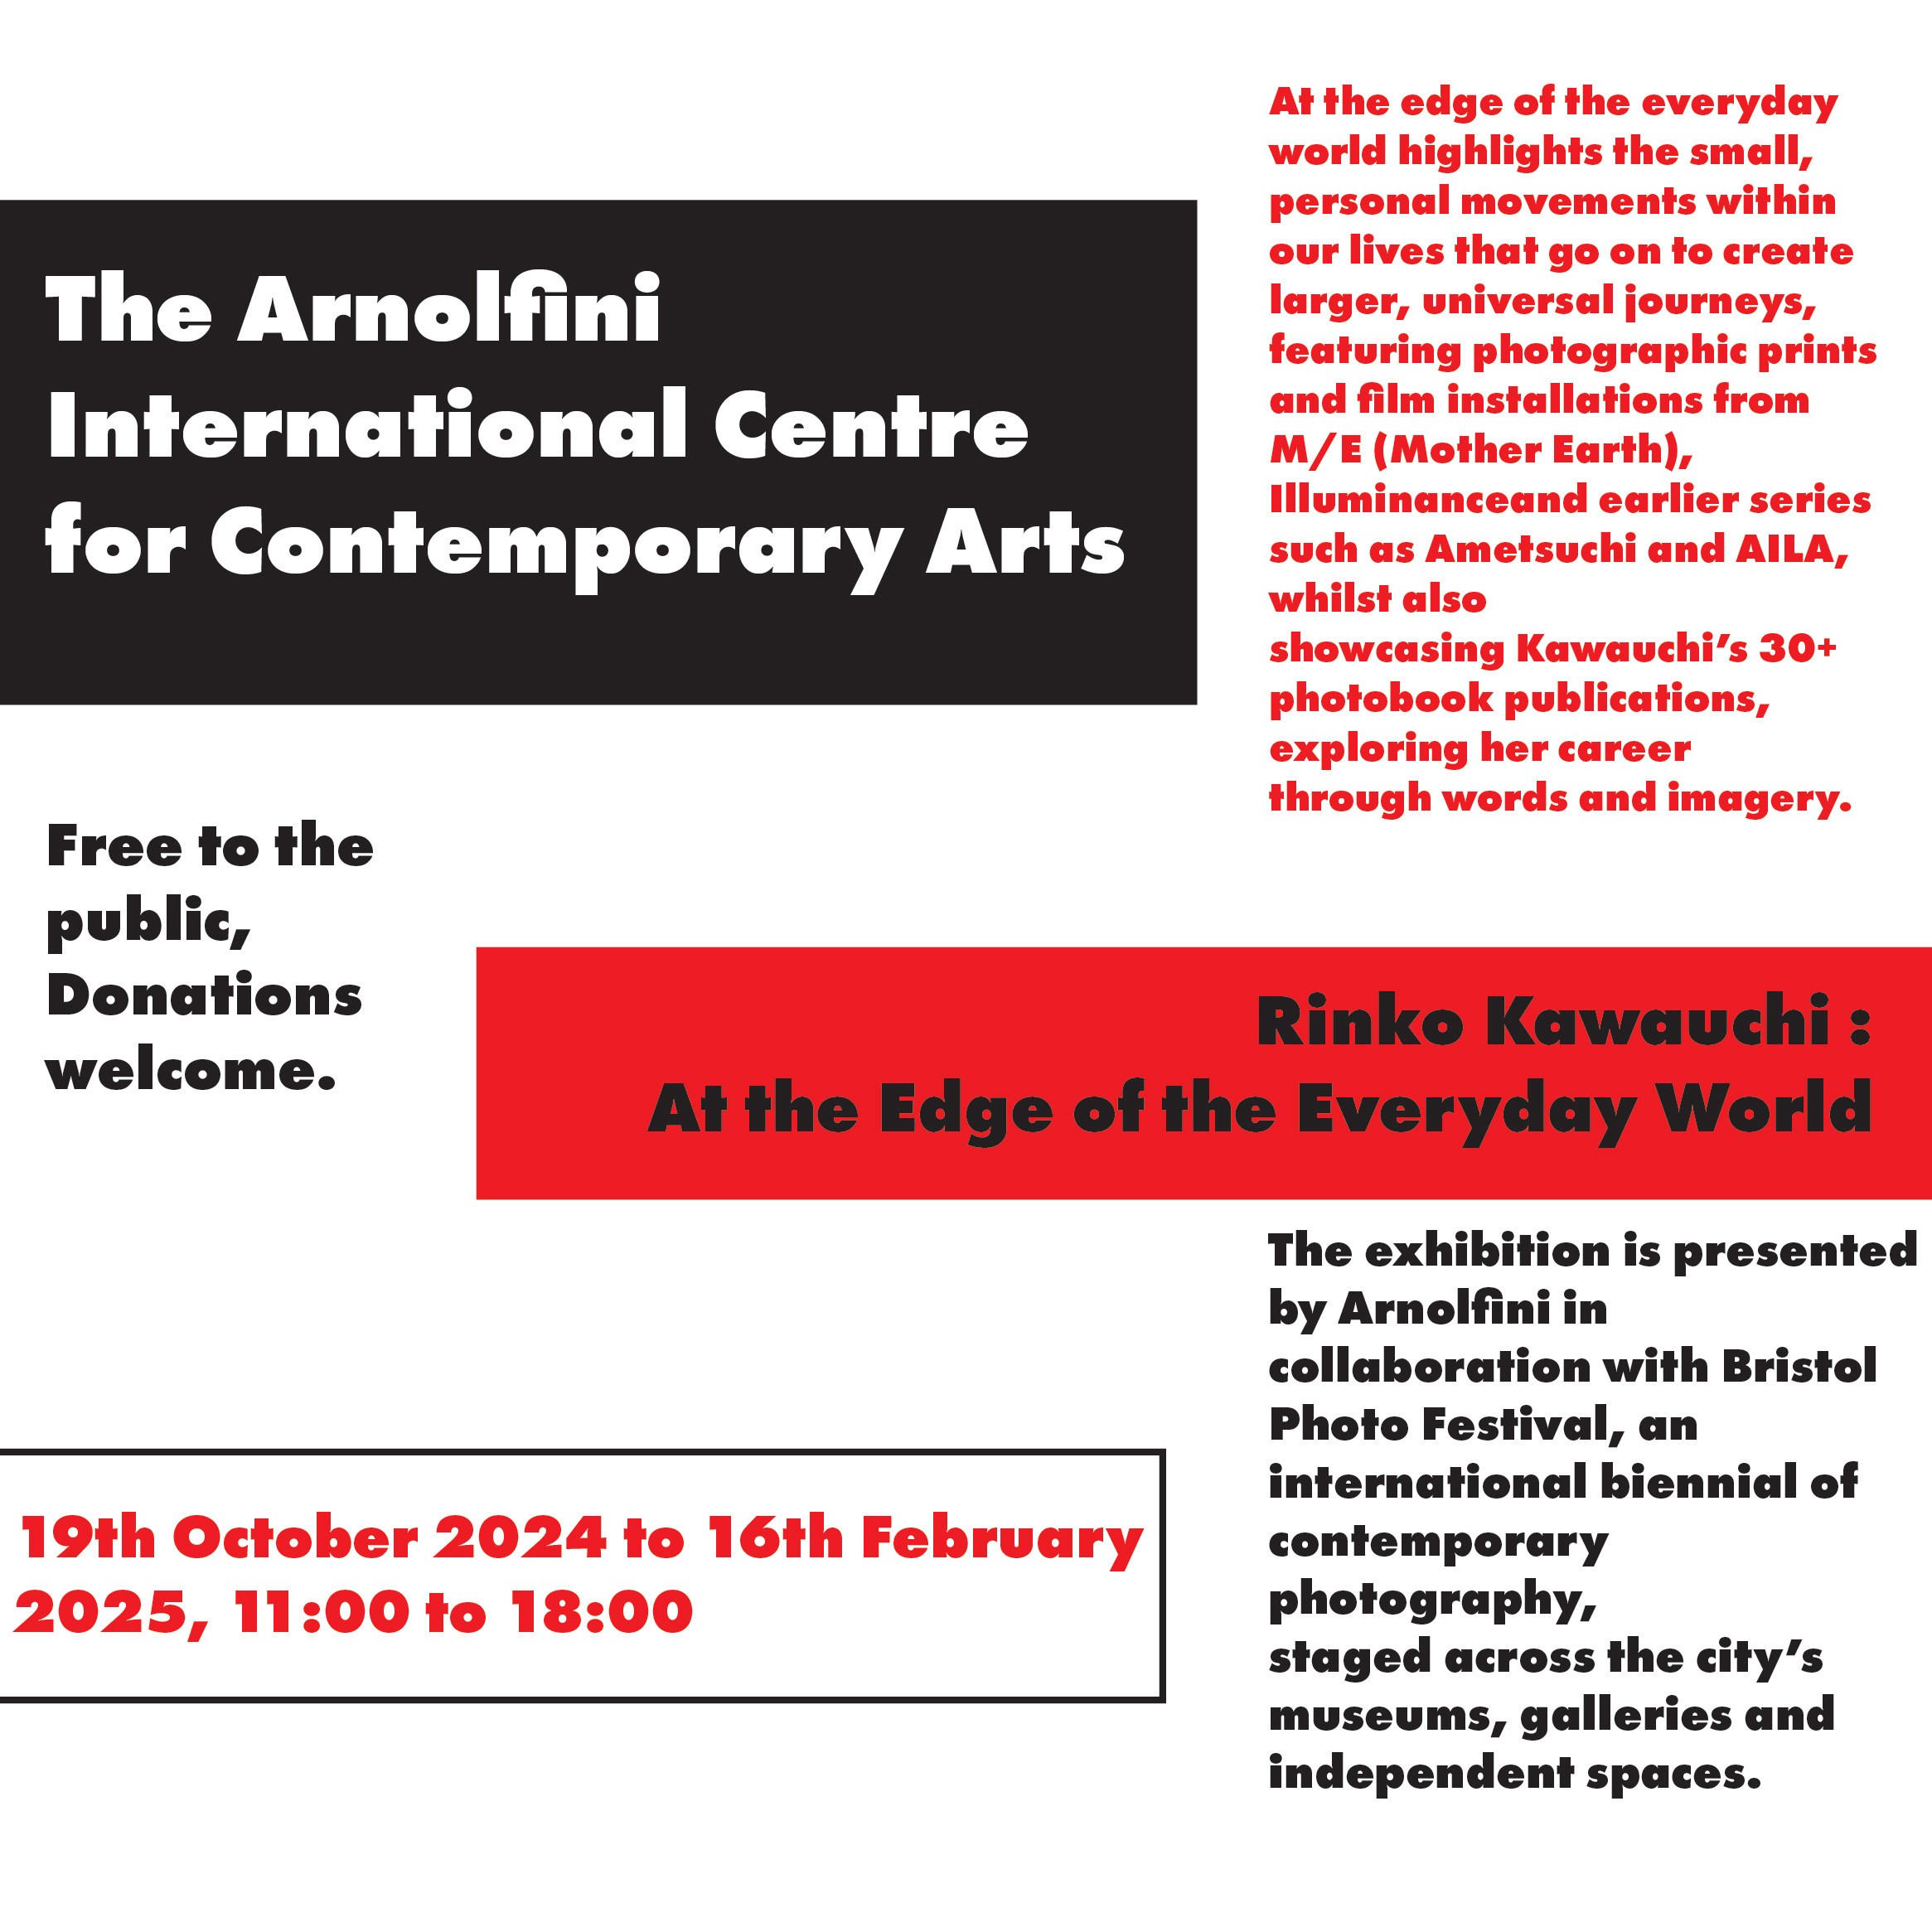 The Arnolfini
International Centre
for Contemporary Arts
At the edge of the everyday
world highlights the small,
personal movements within
our lives that go on to create
larger, universal journeys,
featuring photographic prints
and film installations from
M/E (Mother Earth),
Illuminanceand earlier series
such as Ametsuchi and AILA,
whilst also
showcasing Kawauchi’s 30+
photobook publications,
exploring her career
through words and imagery.
Free to the
public,
Donations
welcome.
Rinko Kawauchi :
At the Edge of the Everyday World
19th October 2024 to 16th February
2025, 11:00 to 18:00
The exhibition is presented
by Arnolfini in
collaboration with Bristol
Photo Festival, an
international biennial of
contemporary
photography,
staged across the city’s
museums, galleries and
independent spaces.